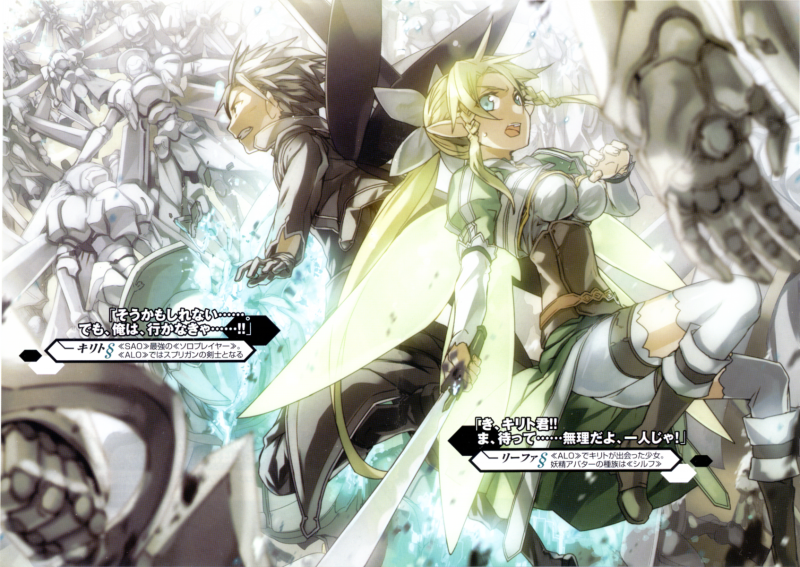 「そうかもしれない……。
でも、俺は、行かなきゃ……!!」
キリト
≪SAO≫最強の≪ソロプレイヤー≫。
≪ALO≫ではスプリガンの剣士となる
「き、キリト君!!
ま、待って……無理だよ、一人じゃ!」
リーファ
≪ALO≫でキリトが出会った少女。
妖精アバターの種族は≪シルフ≫